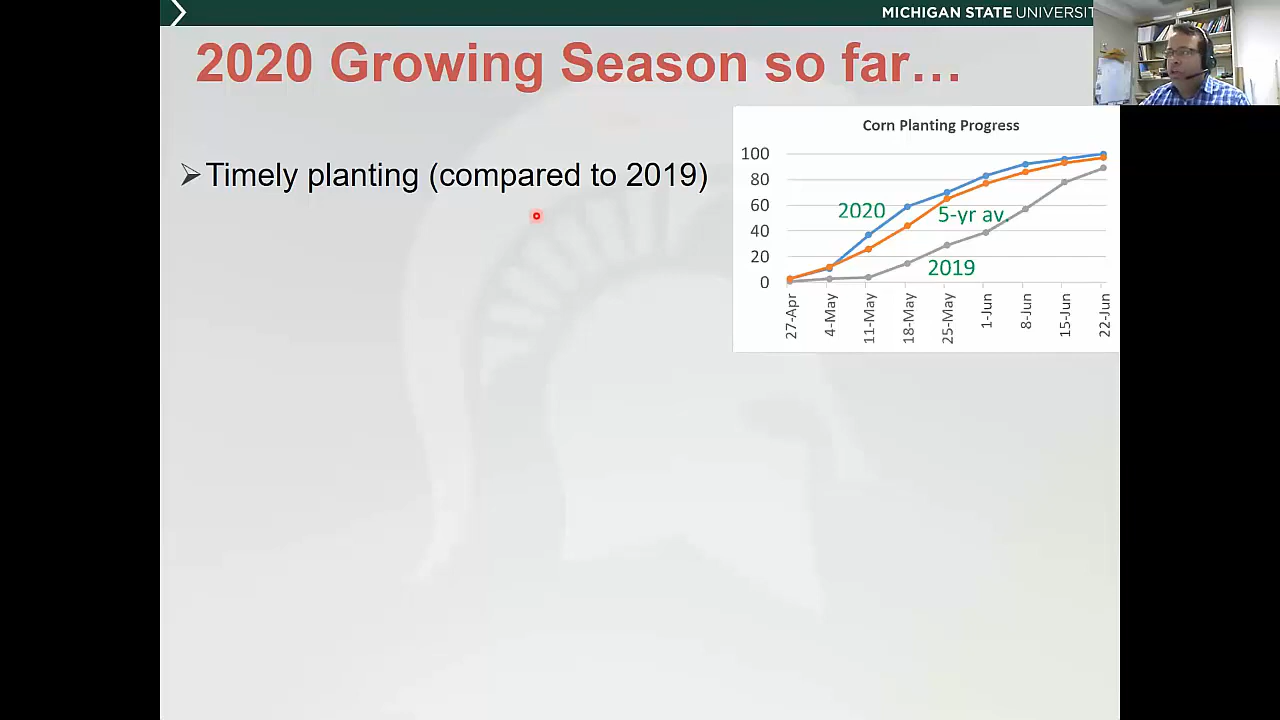 MICHIGAN STATE UNIVERSIT
2020 Growing Season so far…
➢Timely planting (compared to 2019)
Corn Planting Progress
100
80
60
40
20
0
2020
5-yr av.
2019
27-Apr
4-May
11-May
18-May
25-May
1-Jun
8-Jun
15-Jun
22-Jun